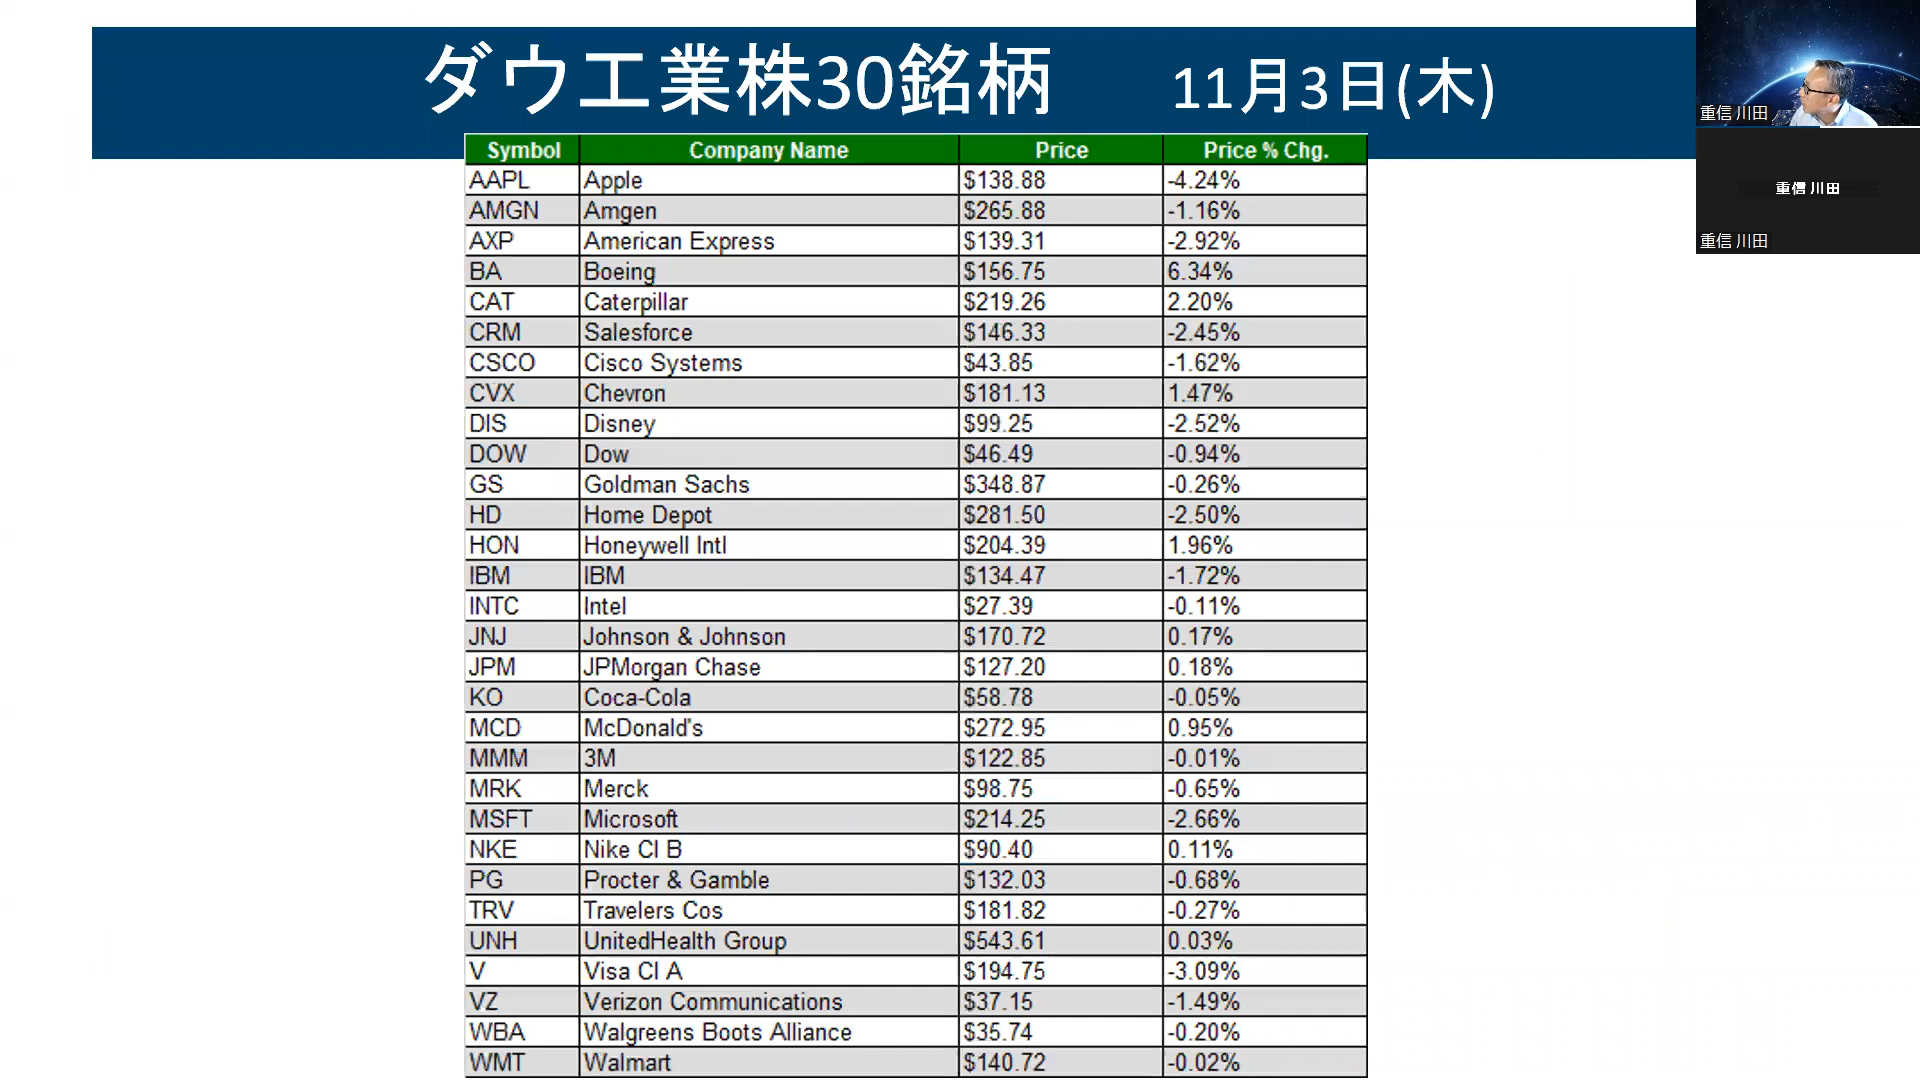 ダウ工業株30銘柄 11月3日(木)
Symbol Company Name Price Price % Chg.
AAPL Apple $138.88 -4.24%
AMGN Amgen $265.88 -1.16%
AXP American Express $139.31 -2.92%
BA Boeing $156.75 6.34%
CAT Caterpillar $219.26 2.20%
CRM Salesforce $146.33 -2.45%
CSCO Cisco Systems $43.85 -1.62%
CVX Chevron $181.13 1.47%
DIS Disney $99.25 -2.52%
DOW Dow $46.49 -0.94%
GS Goldman Sachs $348.87 -0.26%
HD Home Depot $281.50 -2.50%
HON Honeywell Intl $204.39 1.96%
IBM IBM $134.47 -1.72%
INTC Intel $27.39 -0.11%
JNJ Johnson & Johnson $170.72 0.17%
JPM JPMorgan Chase $127.20 0.18%
KO Coca-Cola $58.78 -0.05%
MCD McDonald's $272.95 0.95%
MMM 3M $122.85 -0.01%
MRK Merck $98.75 -0.65%
MSFT Microsoft $214.25 -2.66%
NKE Nike Cl B $90.40 0.11%
PG Procter & Gamble $132.03 -0.68%
TRV Travelers Cos $181.82 -0.27%
UNH UnitedHealth Group $543.61 0.03%
V Visa Cl A $194.75 -3.09%
VZ Verizon Communications $37.15 -1.49%
WBA Walgreens Boots Alliance $35.74 -0.20%
WMT Walmart $140.72 -0.02%
重信 川田
重信 川田
重信 川田